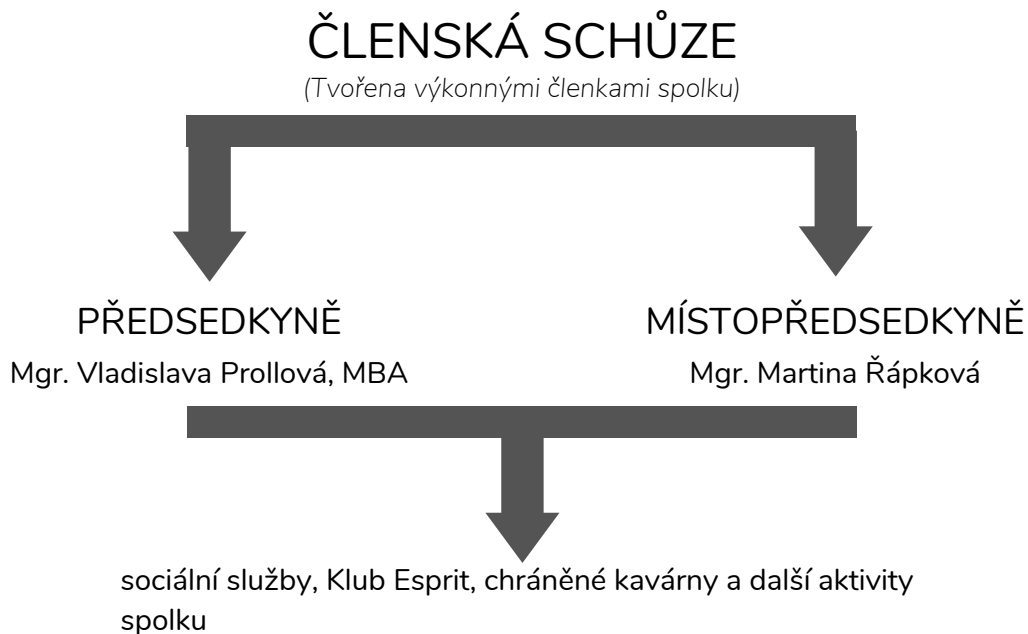 ČLENSKÁ SCHŮZE
(Tvořena výkonnými členkami spolku)
PŘEDSEDKYNĚ
Mgr. Vladislava Prollová, MBA
MÍSTOPŘEDSEDKYNĚ
Mgr. Martina Řápková
sociální služby, Klub Esprit, chráněné kavárny a další aktivity
spolku